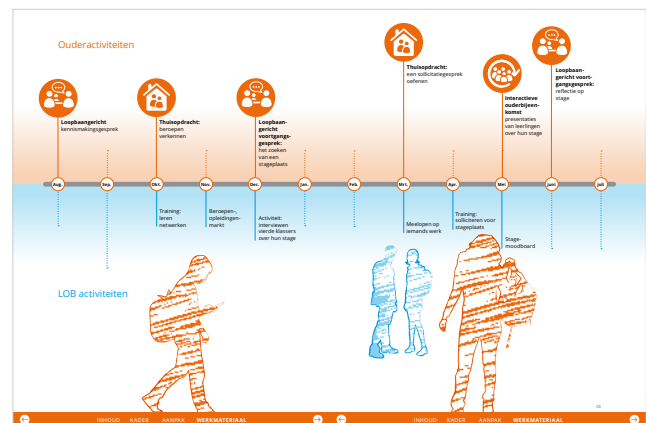 Ouderactiviteiten
Loopbaangericht
kennismakingsgesprek
Thuisopdracht:
beroepen
verkennen
Loopbaan-
gericht
voortgangs-
gesprek:
het zoeken
van een
stageplaats
Thuisopdracht:
een sollicitatiegesprek
oefenen
Interactieve
ouderbijeen-
komst
presentaties
van leerlingen
over hun stage
Loopbaan-
gericht voort-
gangsgesprek:
reflectie op
stage
Aug.
Sep.
Okt.
Nov.
Dec.
Jan.
Feb.
Mrt.
Apr.
Mei
Juni
Juli
Training:
leren
netwerken
Beroepen-,
opleidingen-
markt
Activiteit:
interviewen
vierde klassers
over hun stage
Meelopen op
iemands werk
Training:
solliciteren voor
stageplaats
Stage-
moodboard
LOB activiteiten
INHOUD KADER AANPAK WERKMATERIAAL
INHOUD KADER AANPAK WERKMATERIAAL